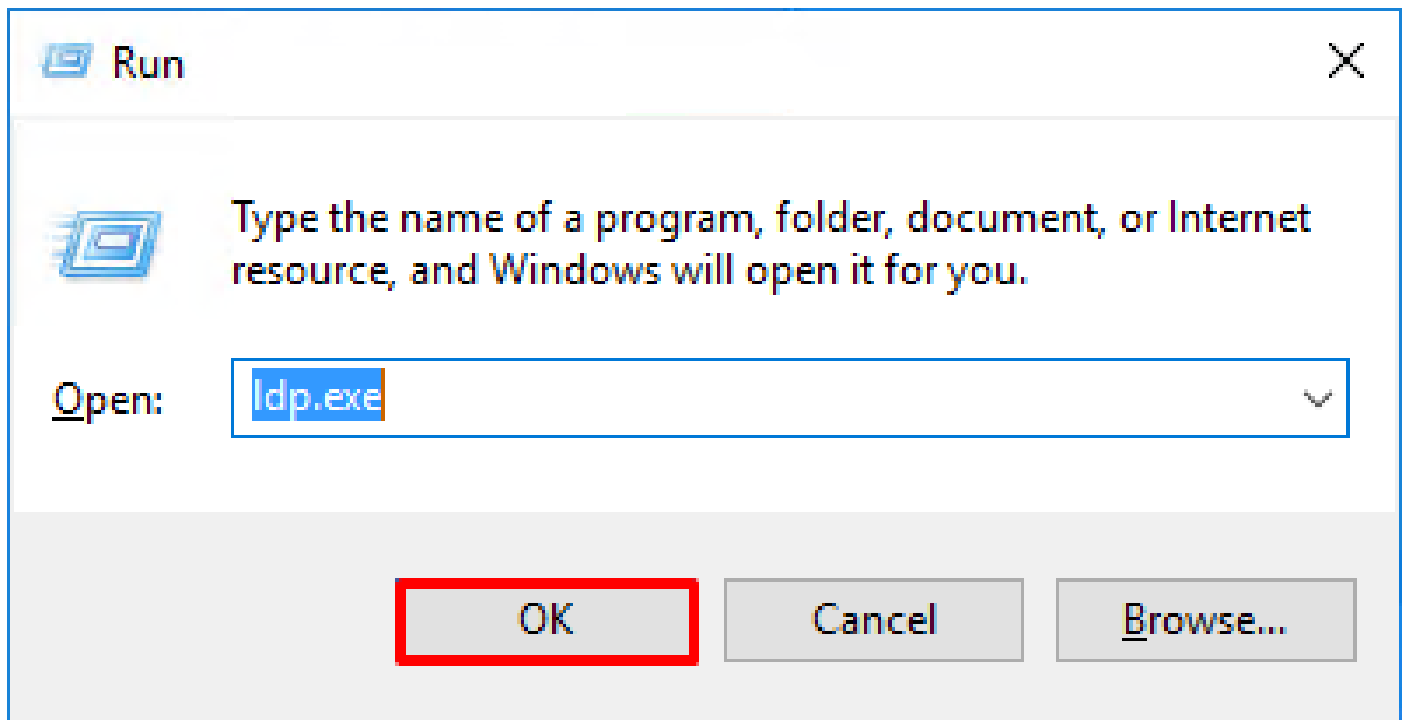 Run
Type the name of a program, folder, document, or Internet
resource, and Windows will open it for you.
Open: ldp.exe
OK Cancel Browse...